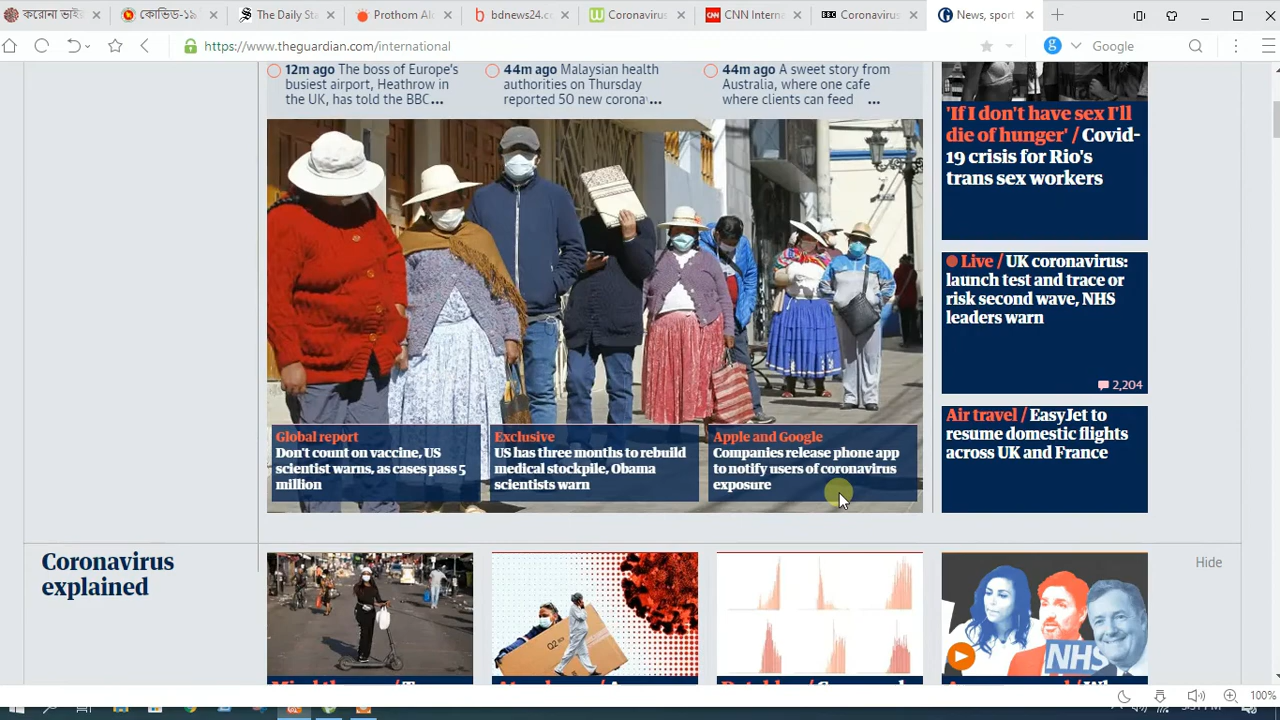 করোনা ভাই
কোভিড-১৯
The Daily St
Prothom Al
bdnews24.c
Coronavirus
CNN Interna
Coronavirus
News, sport
https://www.theguardian.com/international
Google
12m ago The boss of Europe's
busiest airport, Heathrow in
the UK, has told the BBC...
44m ago Malaysian health
authorities on Thursday
reported 50 new corona...
44m ago A sweet story from
Australia, where one cafe
where clients can feed ...
'If I don't have sex I'll
die of hunger' / Covid-
19 crisis for Rio's
trans sex workers
Live / UK coronavirus:
launch test and trace or
risk second wave, NHS
leaders warn
2,204
Global report
Don't count on vaccine, US
scientist warns, as cases pass 5
million
Exclusive
US has three months to rebuild
medical stockpile, Obama
scientists warn
Apple and Google
Companies release phone app
to notify users of coronavirus
exposure
Air travel / EasyJet to
resume domestic flights
across UK and France
Coronavirus
explained
Hide
NHS
100%